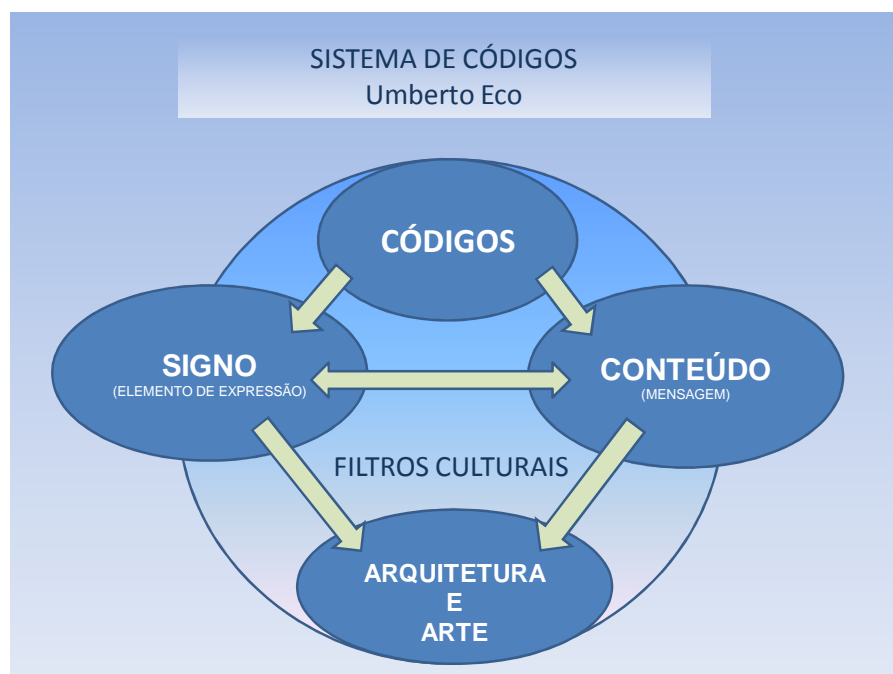 SISTEMA DE CÓDIGOS
Umberto Eco
CÓDIGOS
SIGNO
(ELEMENTO DE EXPRESSÃO)
CONTEÚDO
(MENSAGEM)
FILTROS CULTURAIS
ARQUITETURA
E
ARTE